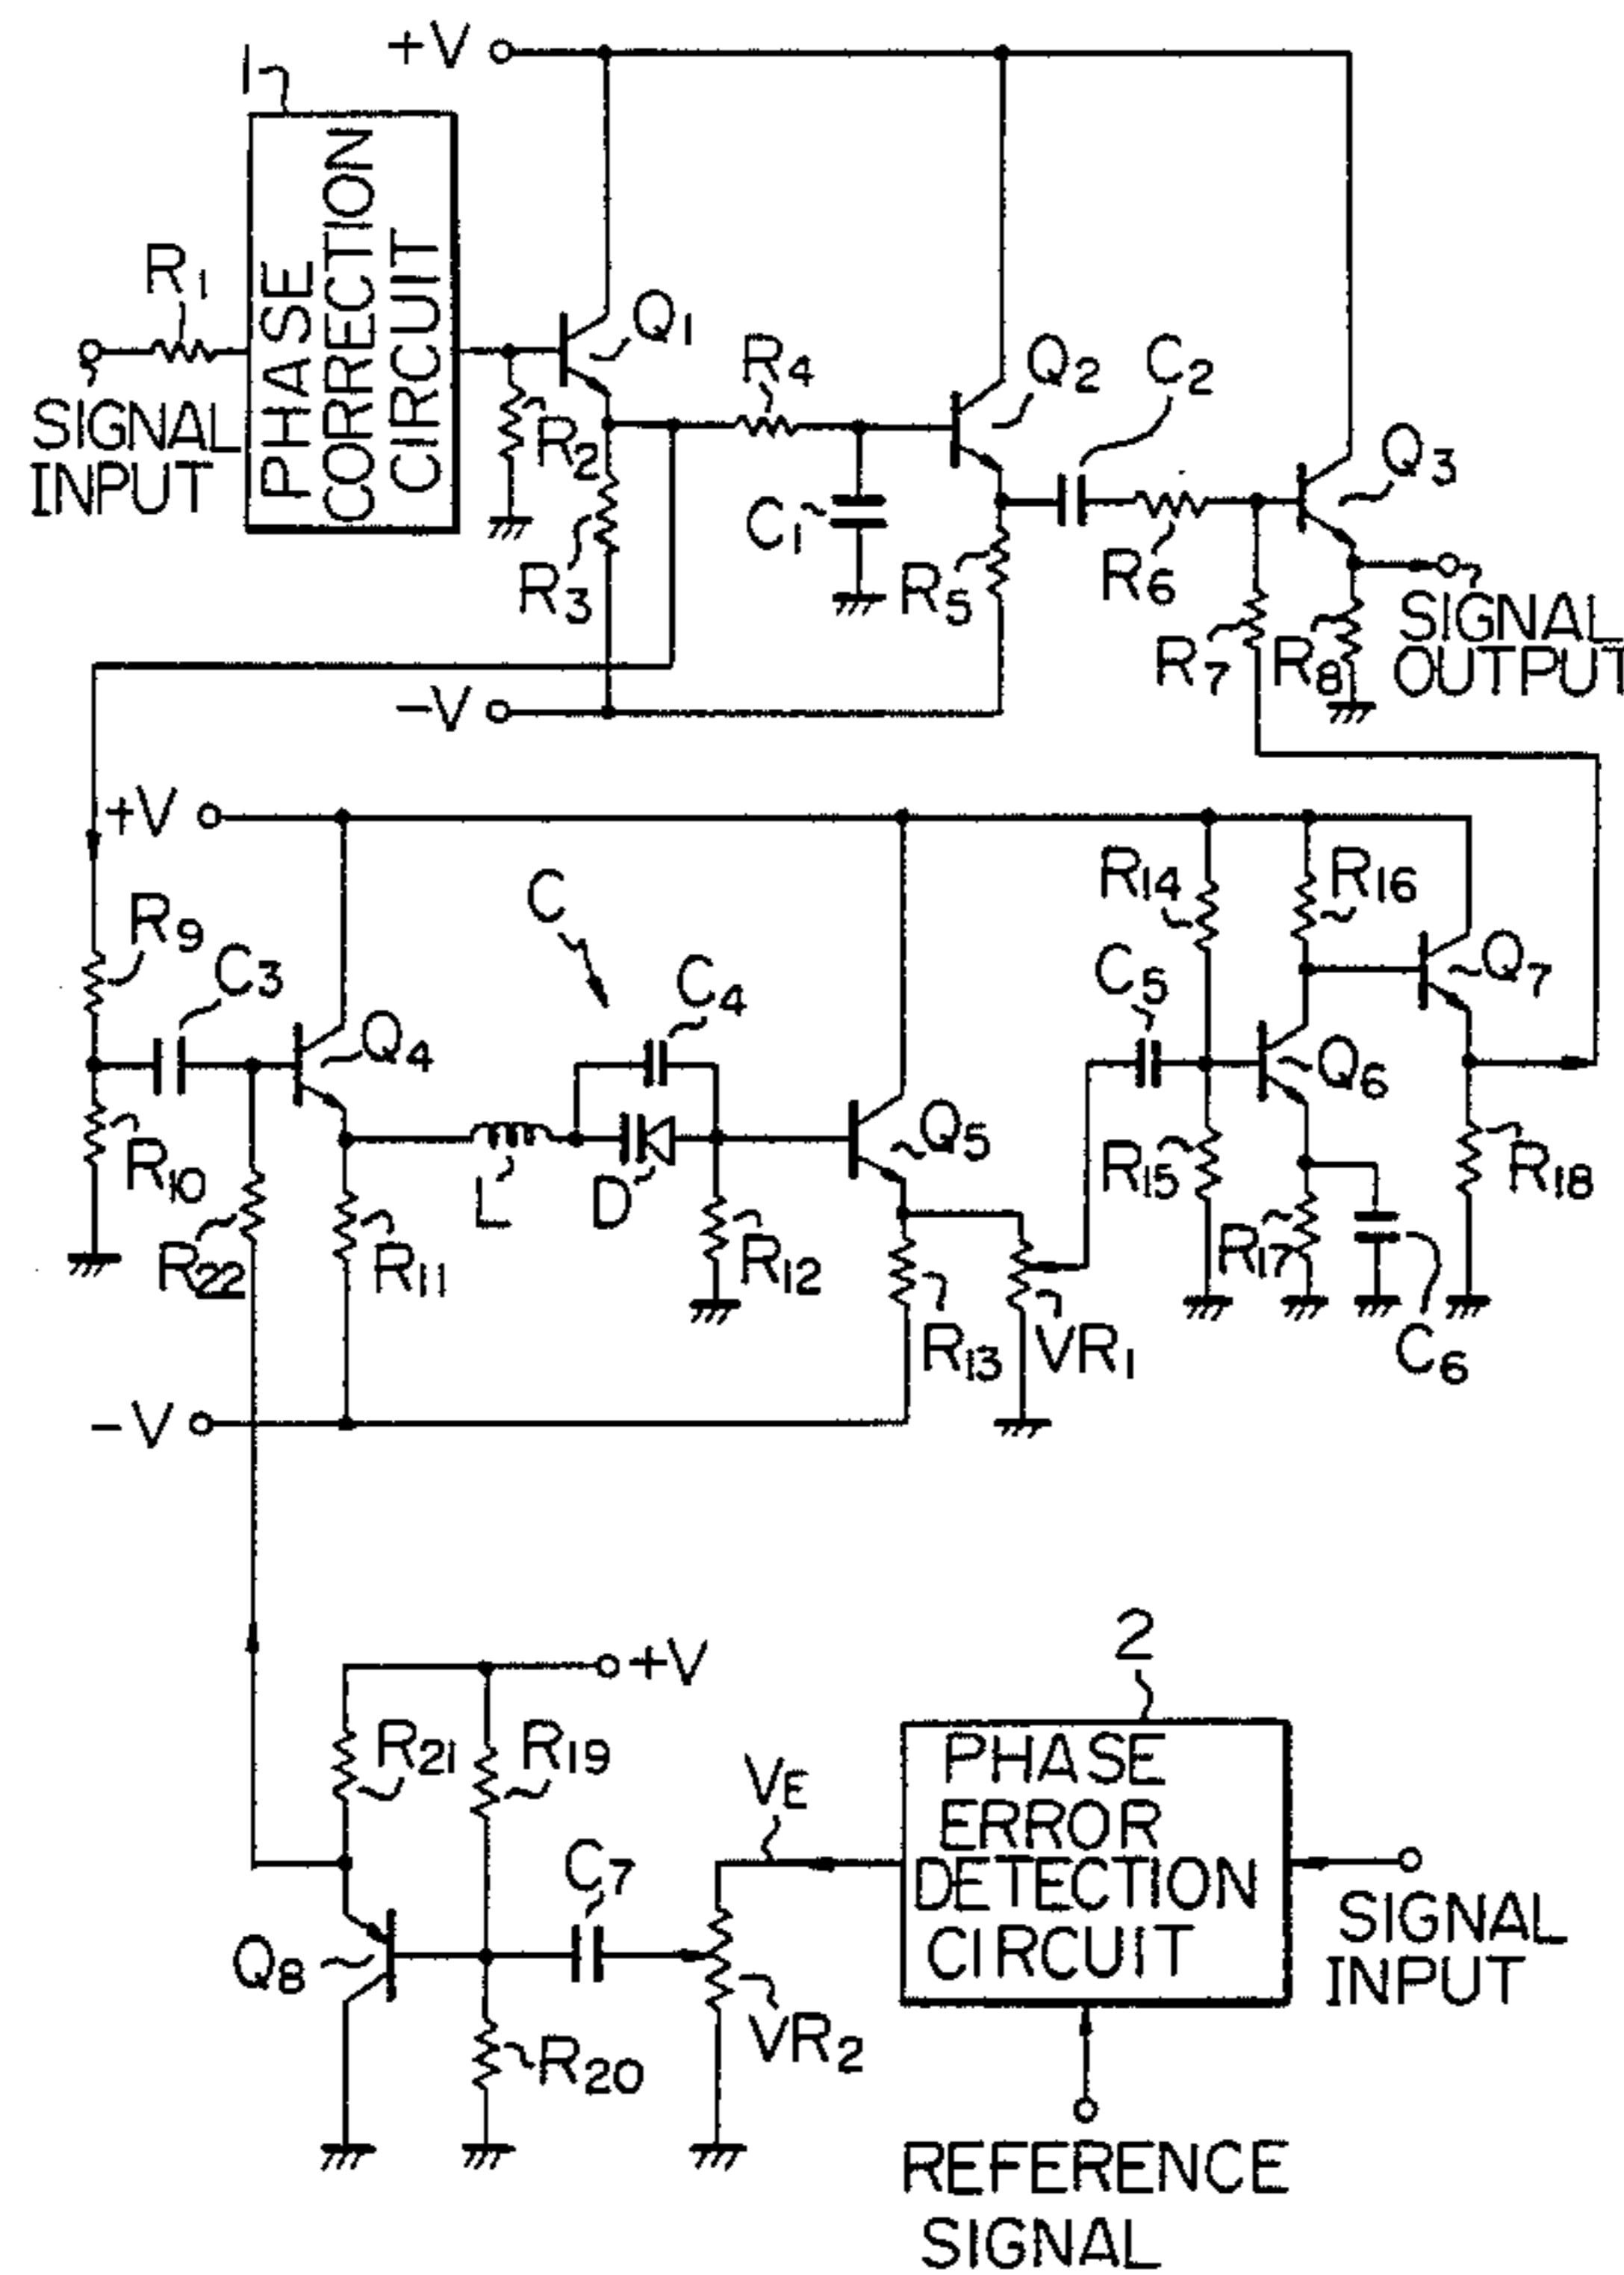 +V
1
PHASE
CORRECTION
CIRCUIT
R1
SIGNAL
INPUT
Q1
R2
R3
R4
C1
Q2
C2
R5
R6
Q3
R7
R8
SIGNAL
OUTPUT
-V
+V
R9
C3
Q4
R10
R22
R11
C
C4
L
D
R12
Q5
R13
VR1
R14
C5
R15
R16
Q6
R17
C6
Q7
R18
-V
+V
R21
R19
Q8
R20
C7
VE
VR2
2
PHASE
ERROR
DETECTION
CIRCUIT
SIGNAL
INPUT
REFERENCE
SIGNAL